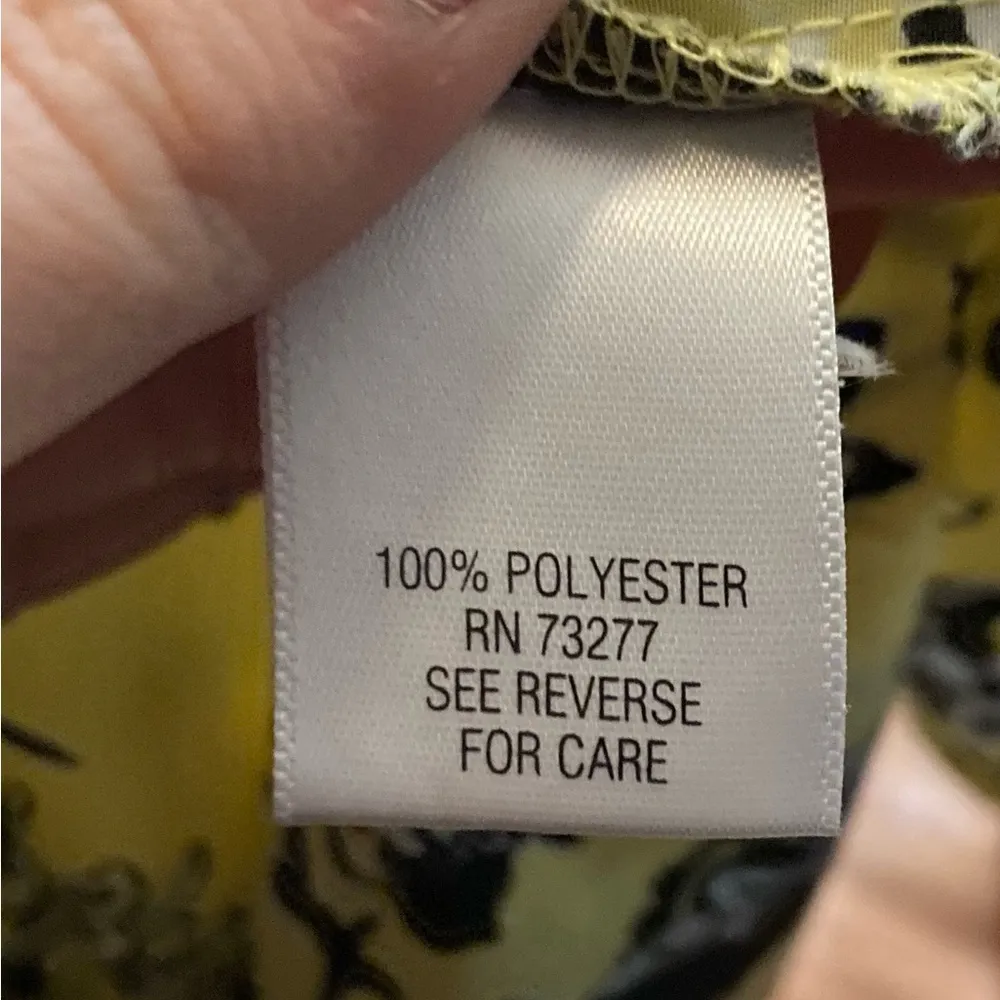 100% POLYESTER
RN 73277
SEE REVERSE
FOR CARE